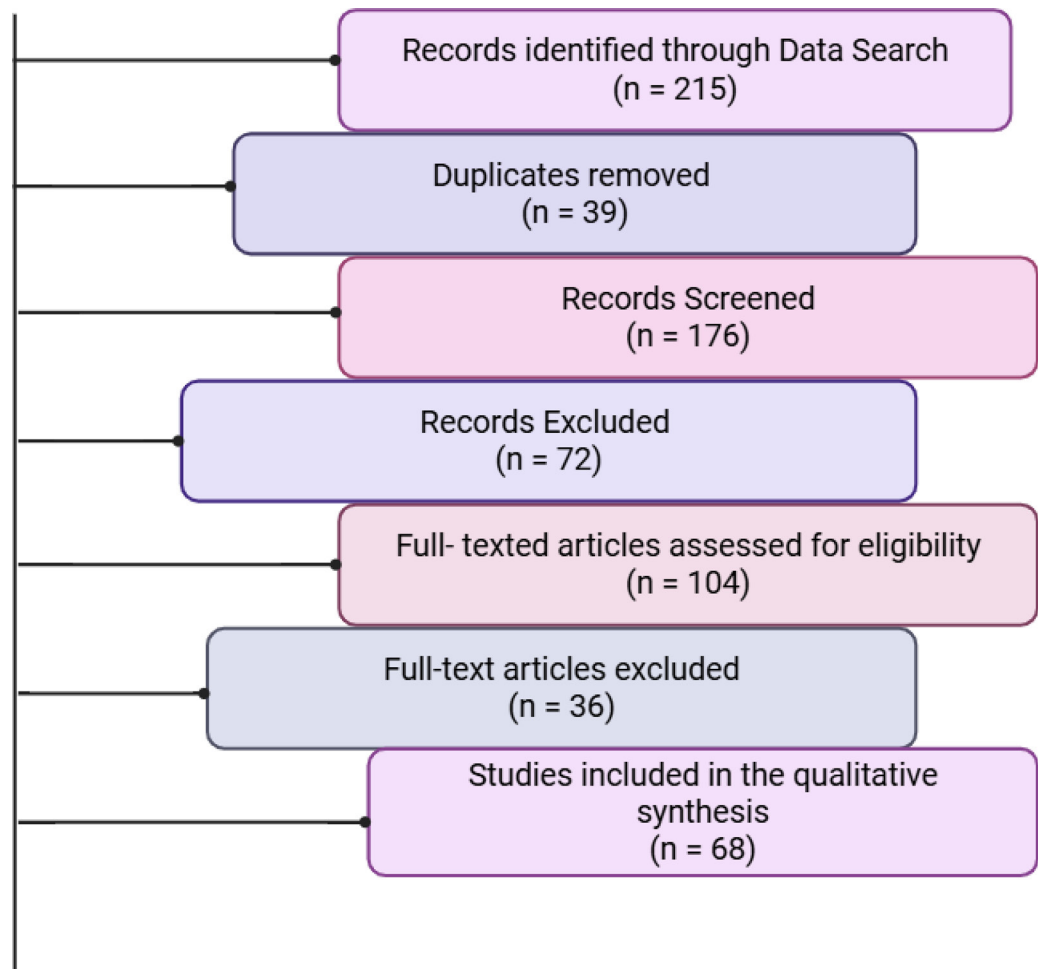 Records identified through Data Search
(n = 215)
Duplicates removed
(n = 39)
Records Screened
(n = 176)
Records Excluded
(n = 72)
Full- texted articles assessed for eligibility
(n = 104)
Full-text articles excluded
(n = 36)
Studies included in the qualitative
synthesis
(n = 68)